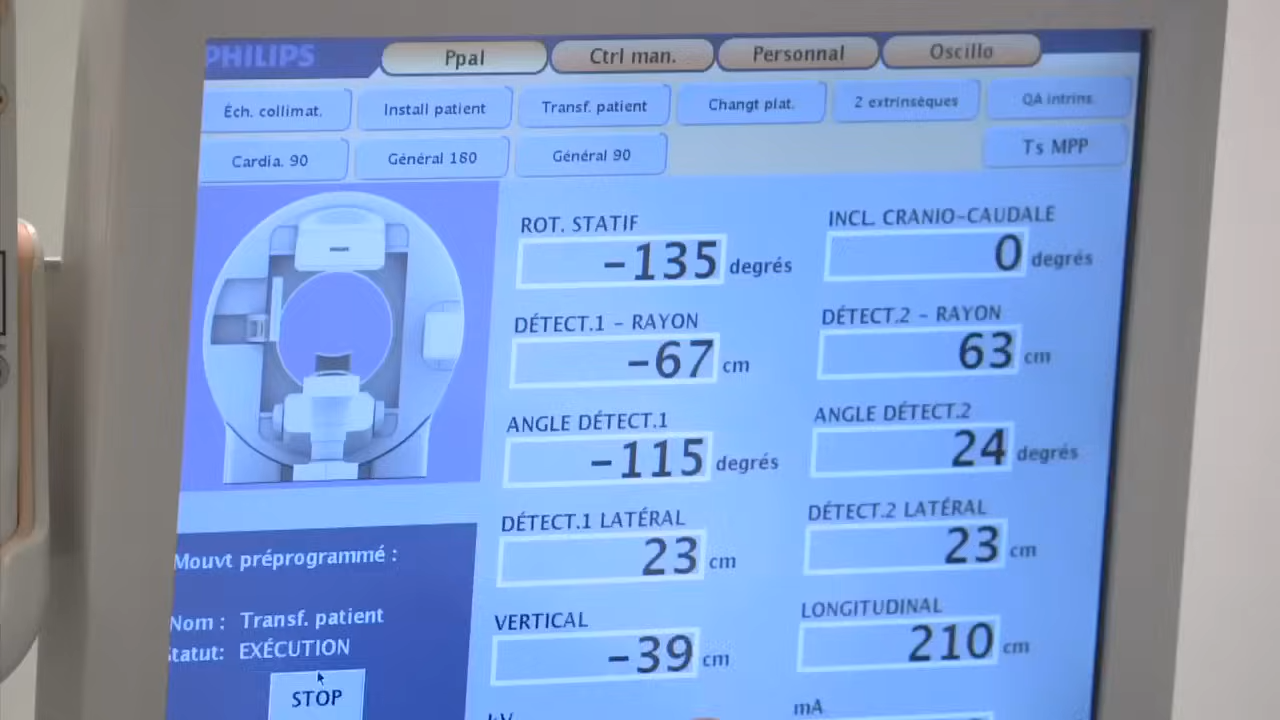 PHILIPS
Ppal
Ctrl man.
Personnal
Oscillo
Éch. collimat.
Install patient
Transf. patient
Changt plat.
2 extrinsèques
QA intrins.
Cardia. 90
Général 180
Général 90
Ts MPP
ROT. STATIF
-135 degrés
INCL. CRANIO-CAUDALE
0 degrés
DÉTECT.1 - RAYON
-67 cm
DÉTECT.2 - RAYON
63 cm
ANGLE DÉTECT.1
-115 degrés
ANGLE DÉTECT.2
24 degrés
DÉTECT.1 LATÉRAL
23 cm
DÉTECT.2 LATÉRAL
23 cm
VERTICAL
-39 cm
LONGITUDINAL
210 cm
kV
mA
Mouvt préprogrammé :
Nom : Transf. patient
Statut: EXÉCUTION
STOP